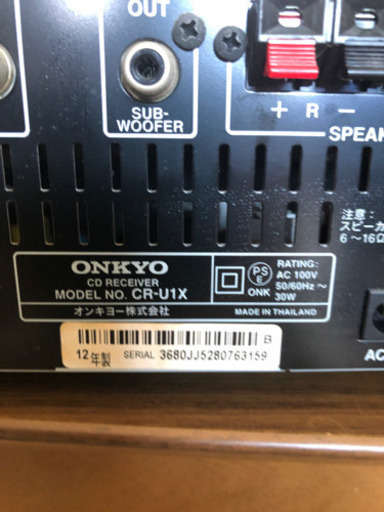 OUT
SUB-
WOOFER
+ R −
SPEA
注意:
スピーカ
6～16Ω
ONKYO
CD RECEIVER
MODEL NO. CR-U1X
オンキヨー株式会社
PS
E
ONK
RATING:
AC 100V
50/60Hz～
30W
MADE IN THAILAND
AC
B
12年製 SERIAL 3680JJ5280763159